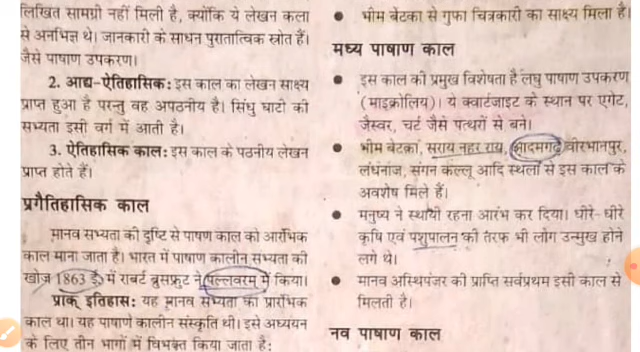 लिखित सामग्री नहीं मिली है, क्योंकि ये लेखन कला
से अनभिज्ञ थे। जानकारी के साधन पुरातात्विक स्रोत हैं।
जैसे पाषाण उपकरण।
2. आद्य-ऐतिहासिक: इस काल का लेखन साक्ष्य
प्राप्त हुआ है परन्तु वह अपठनीय है। सिंधु घाटी की
सभ्यता इसी वर्ग में आती है।
3. ऐतिहासिक काल: इस काल के पठनीय लेखन
प्राप्त होते हैं।
प्रगैतिहासिक काल
मानव सभ्यता की दृष्टि से पाषण काल को आरंभिक
काल माना जाता है। भारत में पाषाण कालीन सभ्यता की
खोज 1863 ई० में राबर्ट ब्रुसफ्रुट ने पल्लवरम् में किया।
प्राक् इतिहास: यह मानव सभ्यता का प्रारंभिक
काल था। यह पाषाण कालीन संस्कृति थी। इसे अध्ययन
के लिए तीन भागों में विभक्त किया जाता है:
● भीम बेटका से गुफा चित्रकारी का साक्ष्य मिला है।
मध्य पाषाण काल
● इस काल की प्रमुख विशेषता है लघु पाषाण उपकरण
(माइक्रोलिथ)। ये क्वार्टजाइट के स्थान पर एगेट,
जैस्पर, चर्ट जैसे पत्थरों से बने।
● भीम बेटका, सराय नहर राय, आदमगढ़ वीरभानपुर,
लंघनाज, संगन कल्लू आदि स्थलों से इस काल के
अवशेष मिले हैं।
● मनुष्य ने स्थायी रहना आरंभ कर दिया। धीरे-धीरे
कृषि एवं पशुपालन की तरफ भी लोग उन्मुख होने
लगे थे।
● मानव अस्थिपंजर की प्राप्ति सर्वप्रथम इसी काल से
मिलती है।
नव पाषाण काल